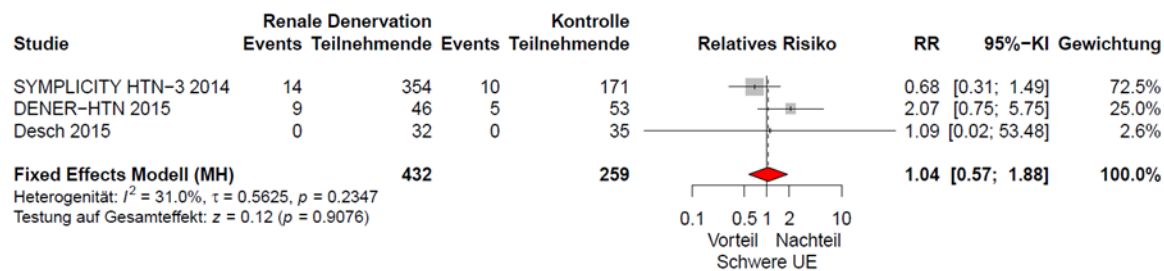 Renale Denervation Kontrolle
Studie Events Teilnehmende Events Teilnehmende Relatives Risiko RR 95%−KI Gewichtung
SYMPLICITY HTN−3 2014 14 354 10 171 0.68 [0.31; 1.49] 72.5%
DENER−HTN 2015 9 46 5 53 2.07 [0.75; 5.75] 25.0%
Desch 2015 0 32 0 35 1.09 [0.02; 53.48] 2.6%
Fixed Effects Modell (MH) 432 259 1.04 [0.57; 1.88] 100.0%
Heterogenität: I² = 31.0%, τ = 0.5625, p = 0.2347
Testung auf Gesamteffekt: z = 0.12 (p = 0.9076)
0.1 0.5 1 2 10
Vorteil Nachteil
Schwere UE